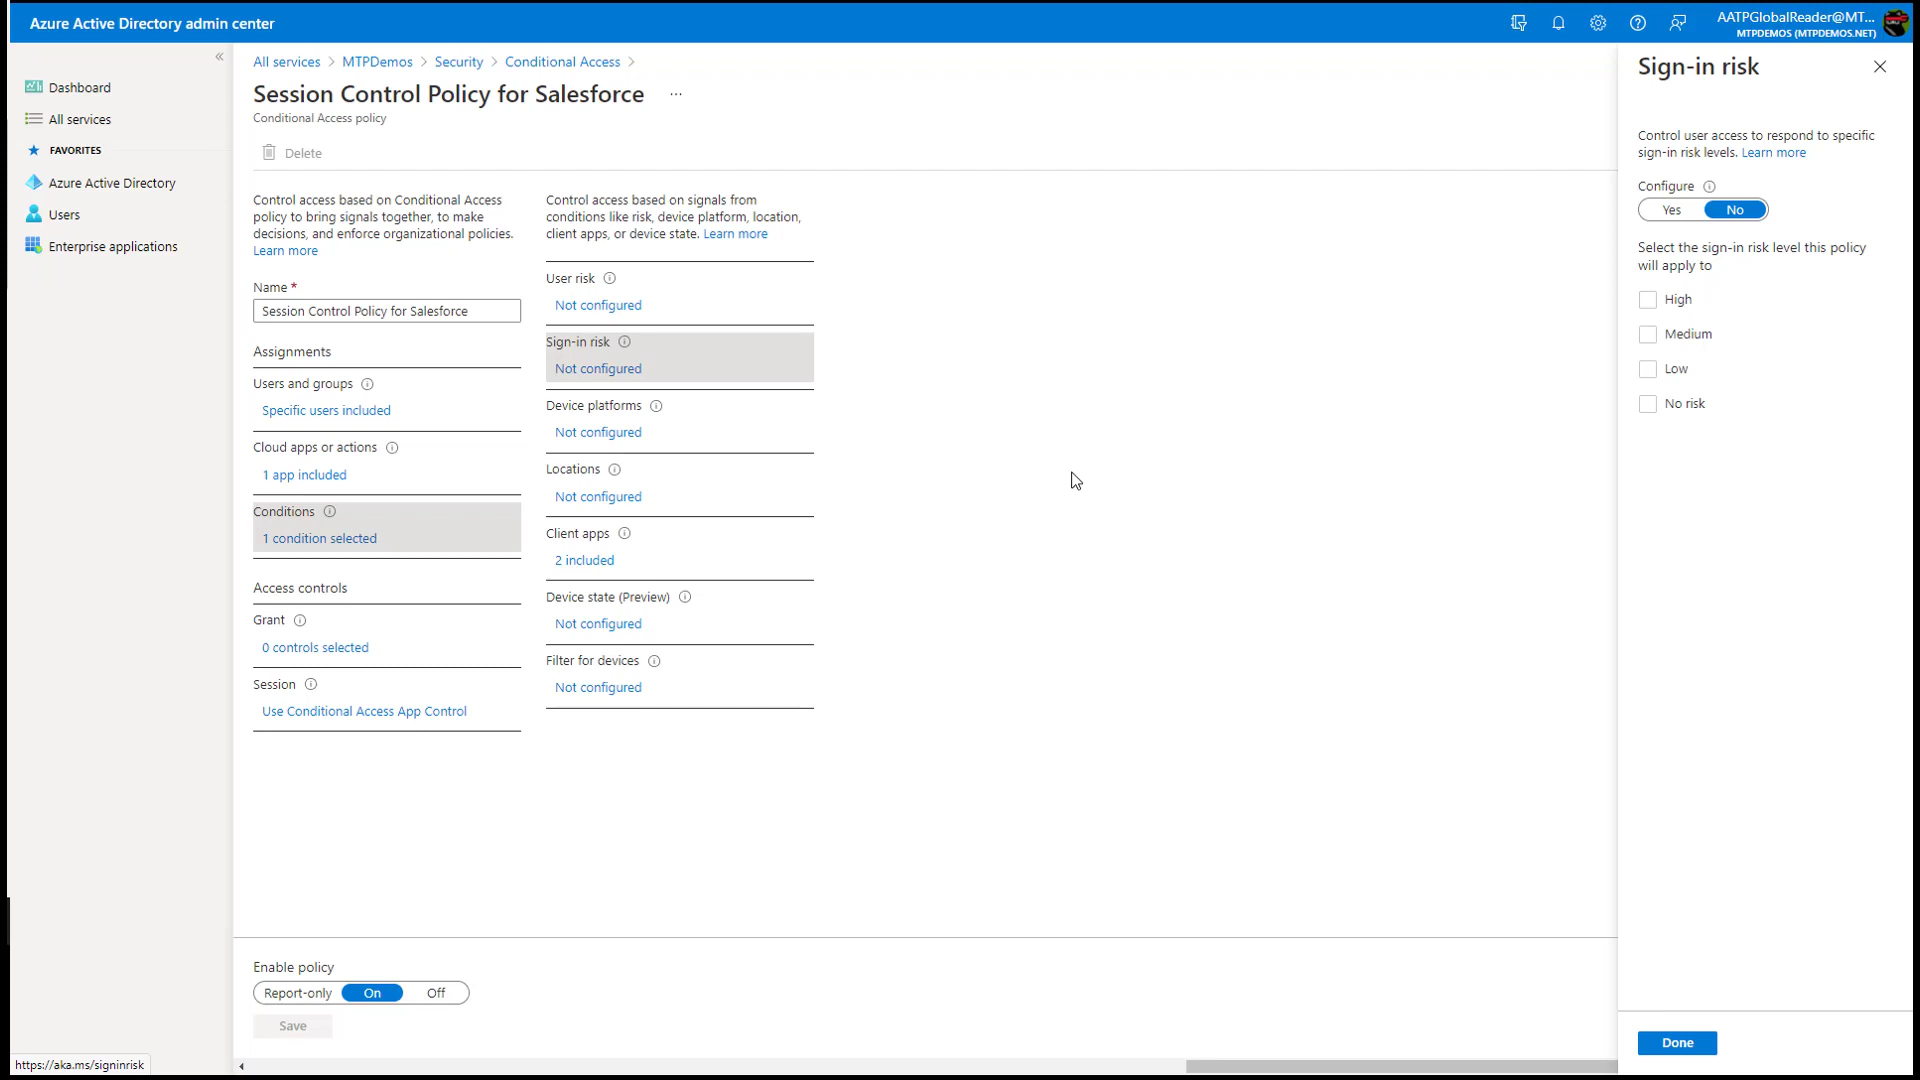 Azure Active Directory admin center
AATPGlobalReader@MT...
MTPDEMOS (MTPDEMOS.NET)
Dashboard
All services
FAVORITES
Azure Active Directory
Users
Enterprise applications
All services
MTPDemos
Security
Conditional Access
Session Control Policy for Salesforce
...
Conditional Access policy
Delete
Control access based on Conditional Access
policy to bring signals together, to make
decisions, and enforce organizational policies.
Learn more
Name *
Session Control Policy for Salesforce
Assignments
Users and groups
Specific users included
Cloud apps or actions
1 app included
Conditions
1 condition selected
Access controls
Grant
0 controls selected
Session
Use Conditional Access App Control
Control access based on signals from
conditions like risk, device platform, location,
client apps, or device state. Learn more
User risk
Not configured
Sign-in risk
Not configured
Device platforms
Not configured
Locations
Not configured
Client apps
2 included
Device state (Preview)
Not configured
Filter for devices
Not configured
Enable policy
Report-only On Off
Save
https://aka.ms/signinrisk
Sign-in risk
Control user access to respond to specific
sign-in risk levels. Learn more
Configure
Yes No
Select the sign-in risk level this policy
will apply to
High
Medium
Low
No risk
Done